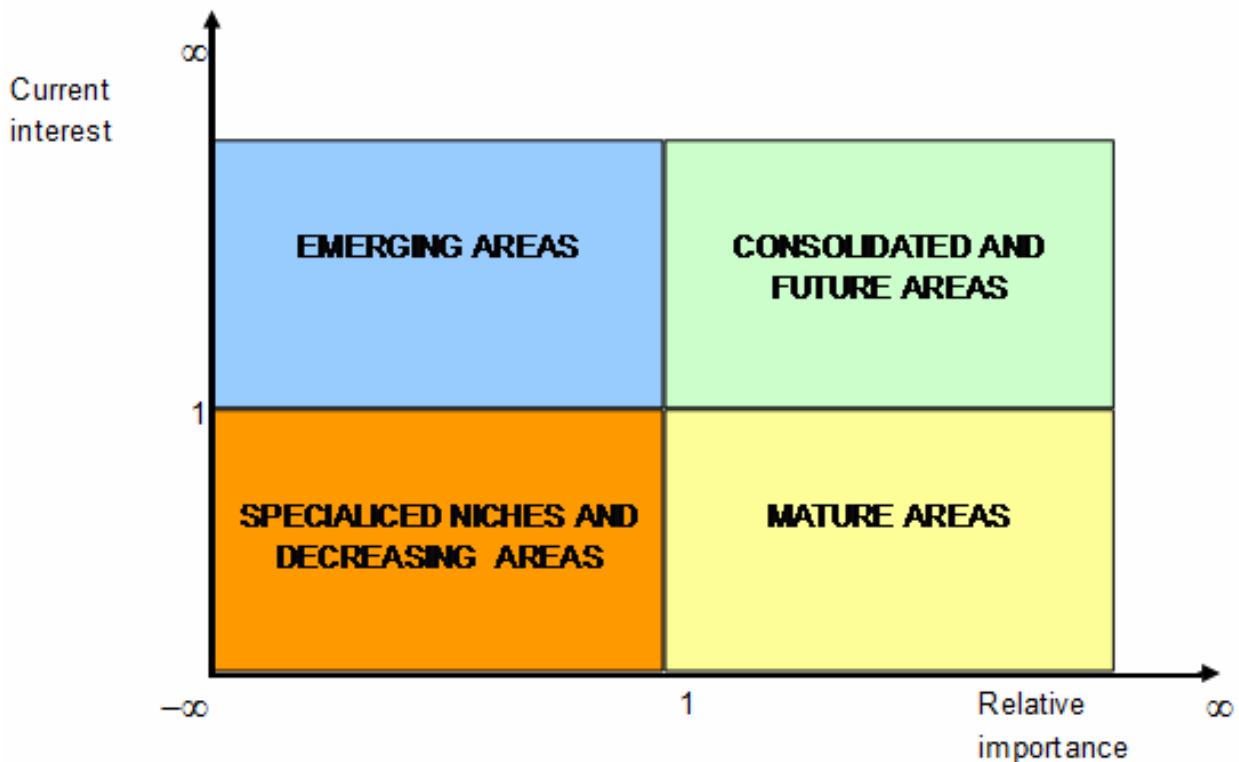 ∞
Current
interest
EMERGING AREAS
CONSOLIDATED AND
FUTURE AREAS
1
SPECIALICED NICHES AND
DECREASING AREAS
MATURE AREAS
−∞
1
Relative
importance
∞